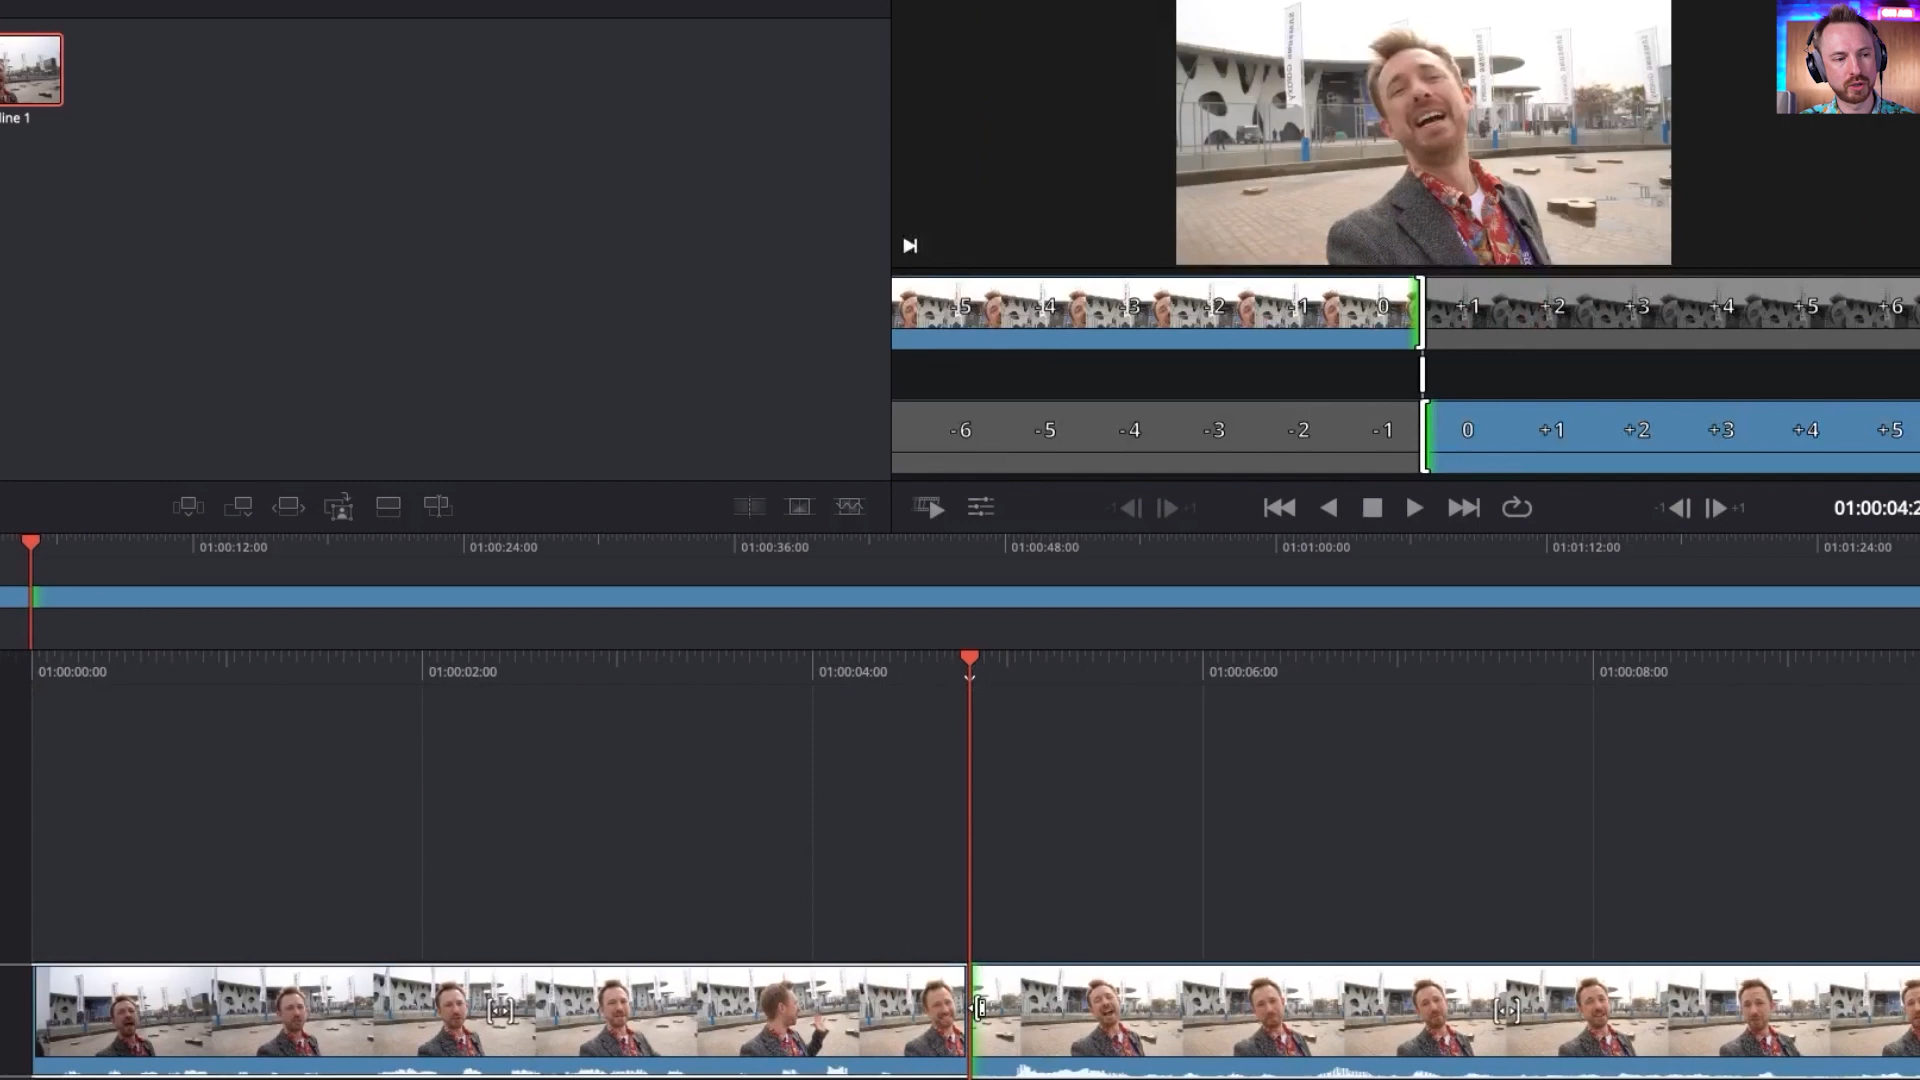 ON AIR
line 1
-5 -4 -3 -2 -1 0 +1 +2 +3 +4 +5 +6
-6 -5 -4 -3 -2 -1 0 +1 +2 +3 +4 +5
-1 +1 -1 +1 01:00:04:2
01:00:12:00 01:00:24:00 01:00:36:00 01:00:48:00 01:01:00:00 01:01:12:00 01:01:24:00
01:00:00:00 01:00:02:00 01:00:04:00 01:00:06:00 01:00:08:00